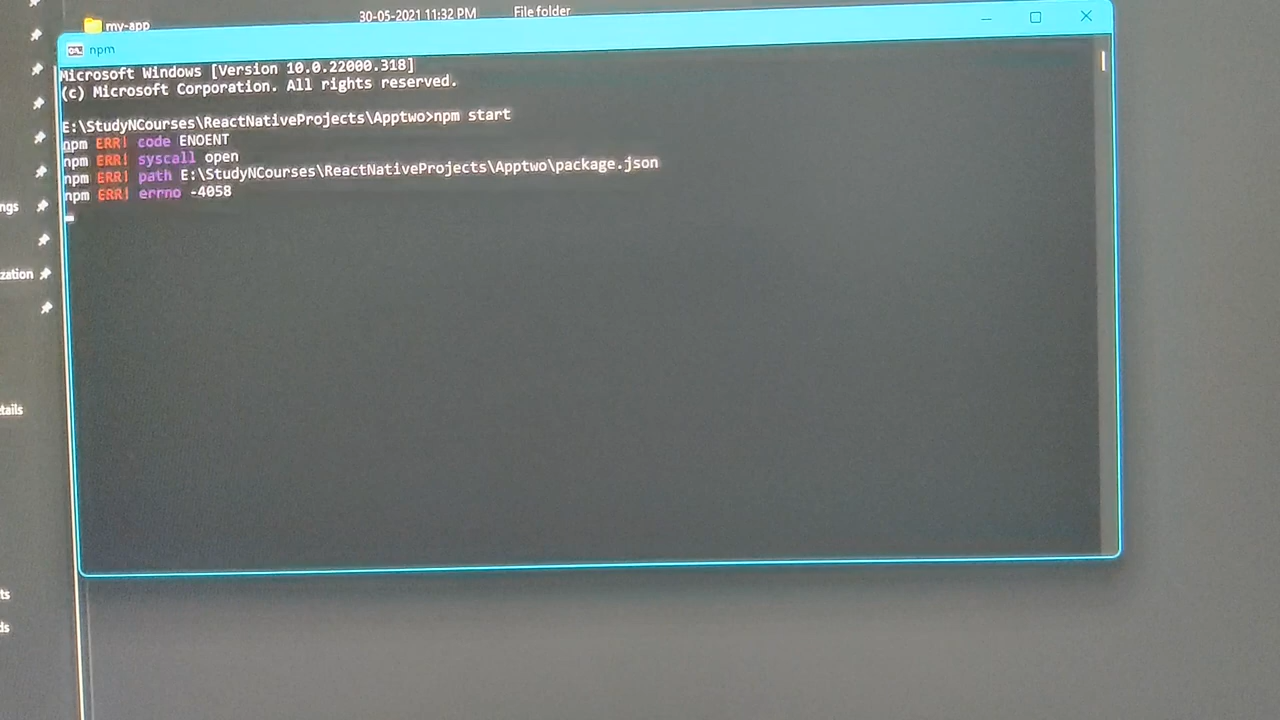 my-app 30-05-2021 11:32 PM File folder
npm
Microsoft Windows [Version 10.0.22000.318]
(c) Microsoft Corporation. All rights reserved.
E:\StudyNCourses\ReactNativeProjects\Apptwo>npm start
npm ERR! code ENOENT
npm ERR! syscall open
npm ERR! path E:\StudyNCourses\ReactNativeProjects\Apptwo\package.json
npm ERR! errno -4058
ngs
zation
tails
ts
ds